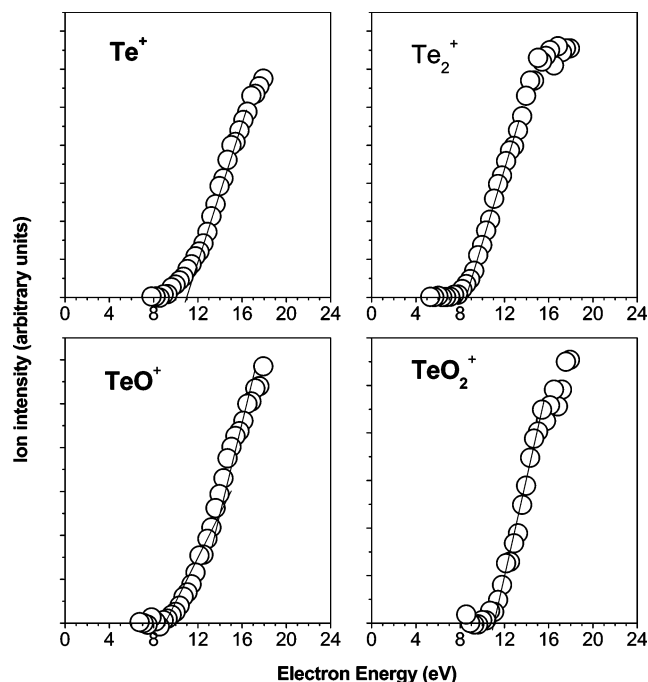 Te⁺
Te₂⁺
0 4 8 12 16 20 24
0 4 8 12 16 20 24
TeO⁺
TeO₂⁺
0 4 8 12 16 20 24
0 4 8 12 16 20 24
Ion intensity (arbitrary units)
Electron Energy (eV)